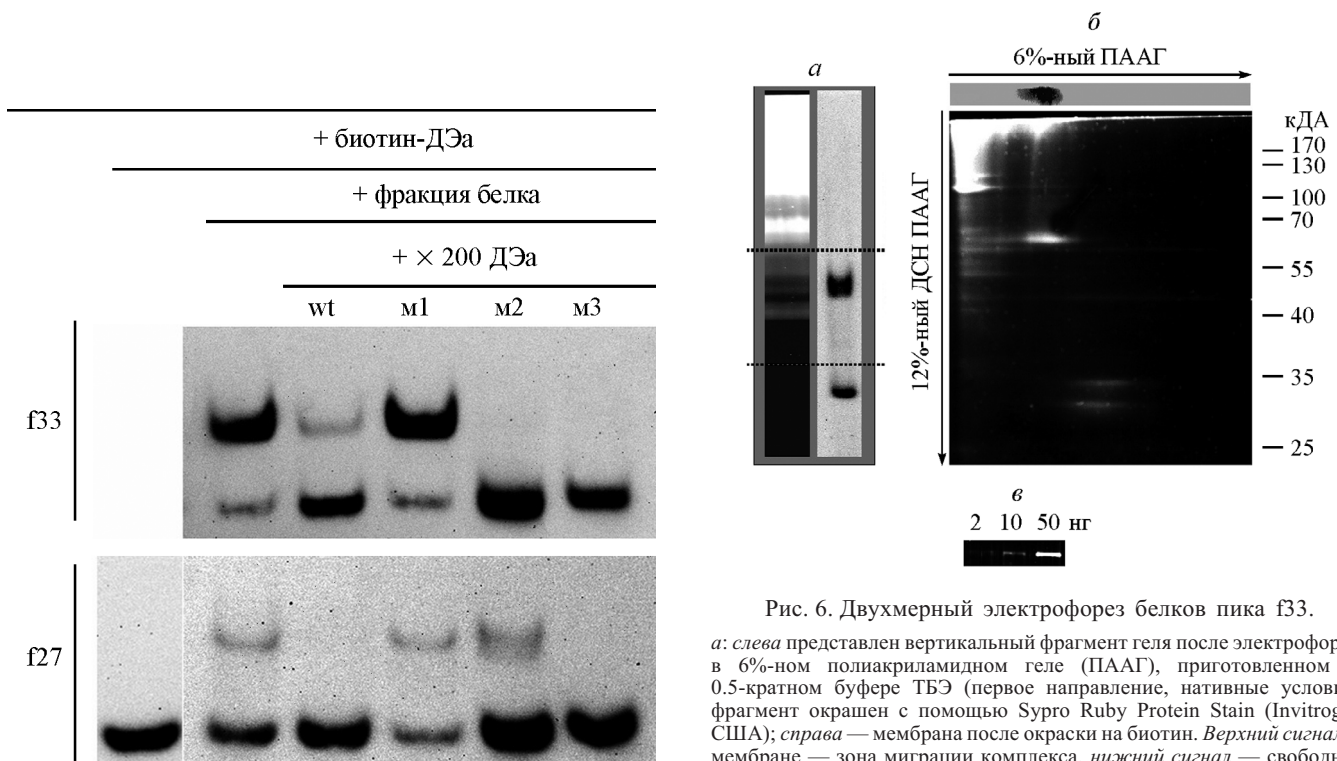 + биотин-ДЭа
+ фракция белка
+ × 200 ДЭа
wt м1 м2 м3
f33
f27
б
6%-ный ПААГ
а
12%-ный ДСН ПААГ
кДА
170
130
100
70
55
40
35
25
в
2 10 50 нг
Рис. 6. Двухмерный электрофорез белков пика f33.
а: слева представлен вертикальный фрагмент геля после электрофор
в 6%-ном полиакриламидном геле (ПААГ), приготовленном
0.5-кратном буфере ТБЭ (первое направление, нативные услови
фрагмент окрашен с помощью Sypro Ruby Protein Stain (Invitrog
США); справа — мембрана после окраски на биотин. Верхний сигнал
мембране — зона миграции комплекса, нижний сигнал — свободн